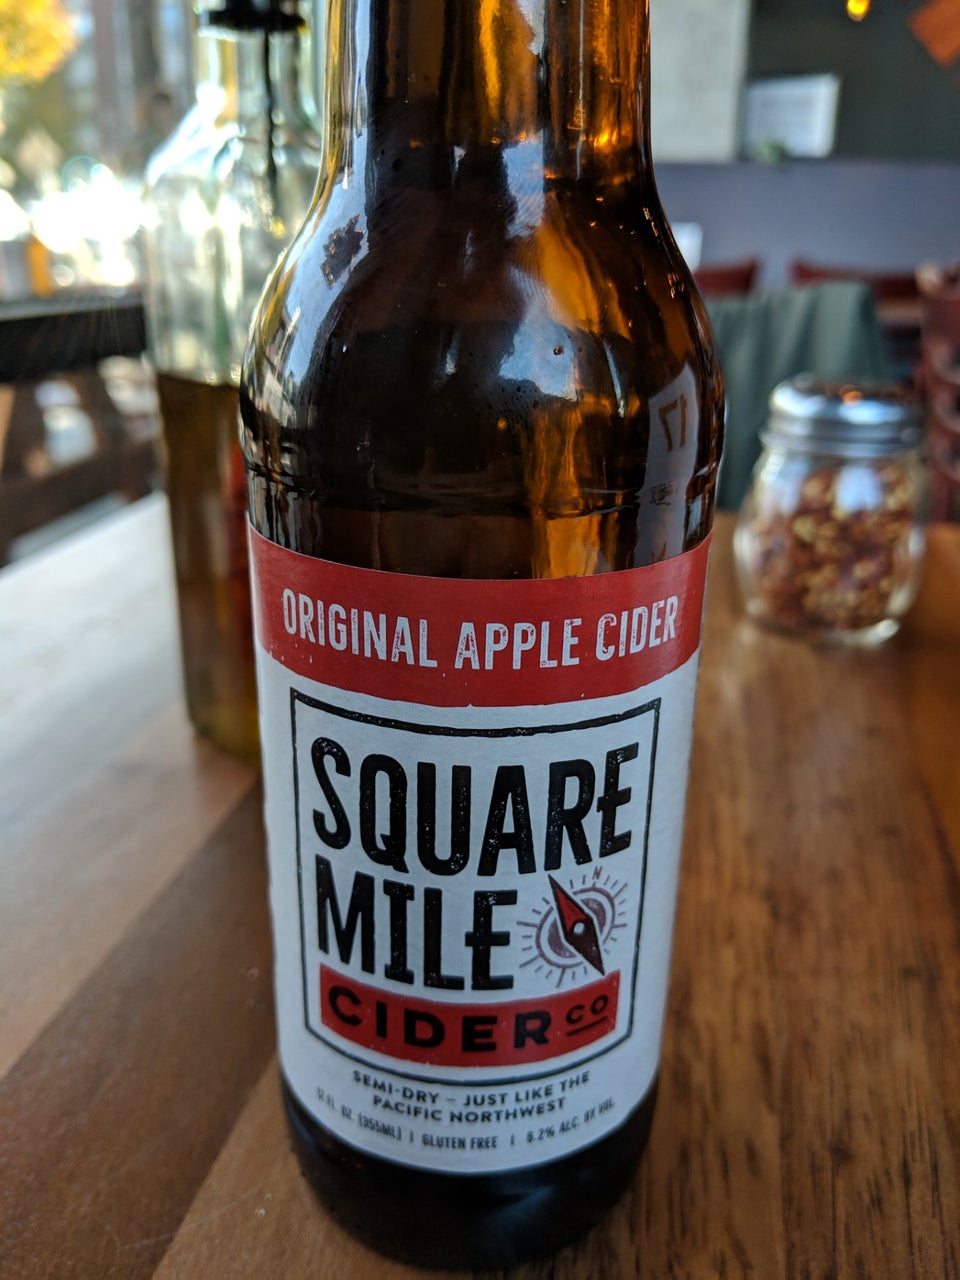 ORIGINAL APPLE CIDER
SQUARE
MILE
N
CIDER CO
SEMI-DRY – JUST LIKE THE
PACIFIC NORTHWEST
12 FL. OZ. (355ML) | GLUTEN FREE | 6.2% ALC. BY VOL.